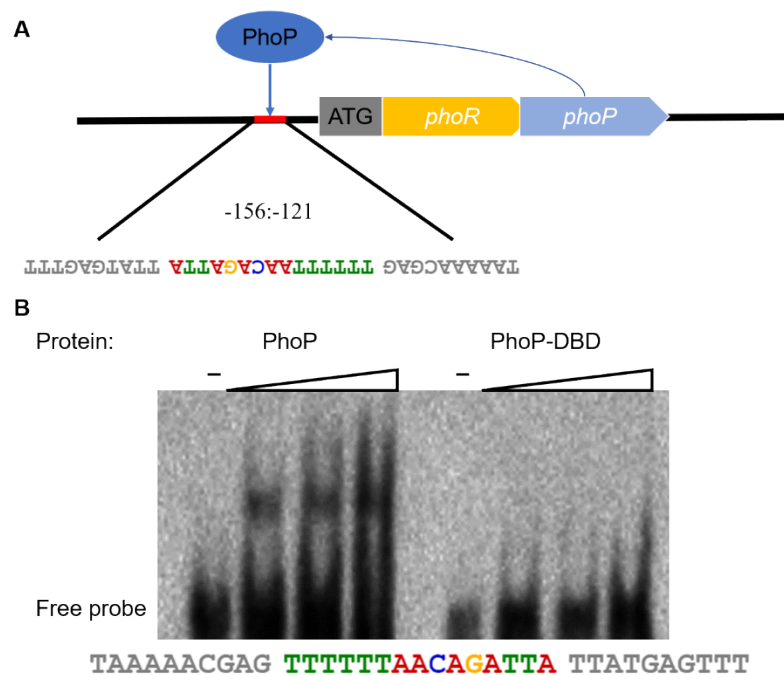 A
PhoP
ATG
phoR
phoP
-156:-121
TAAAAACGAG TTTTTTAACAGATTA TTATGAGTTT
B
Protein: PhoP PhoP-DBD
– –
Free probe
TAAAAACGAG TTTTTTAACAGATTA TTATGAGTTT